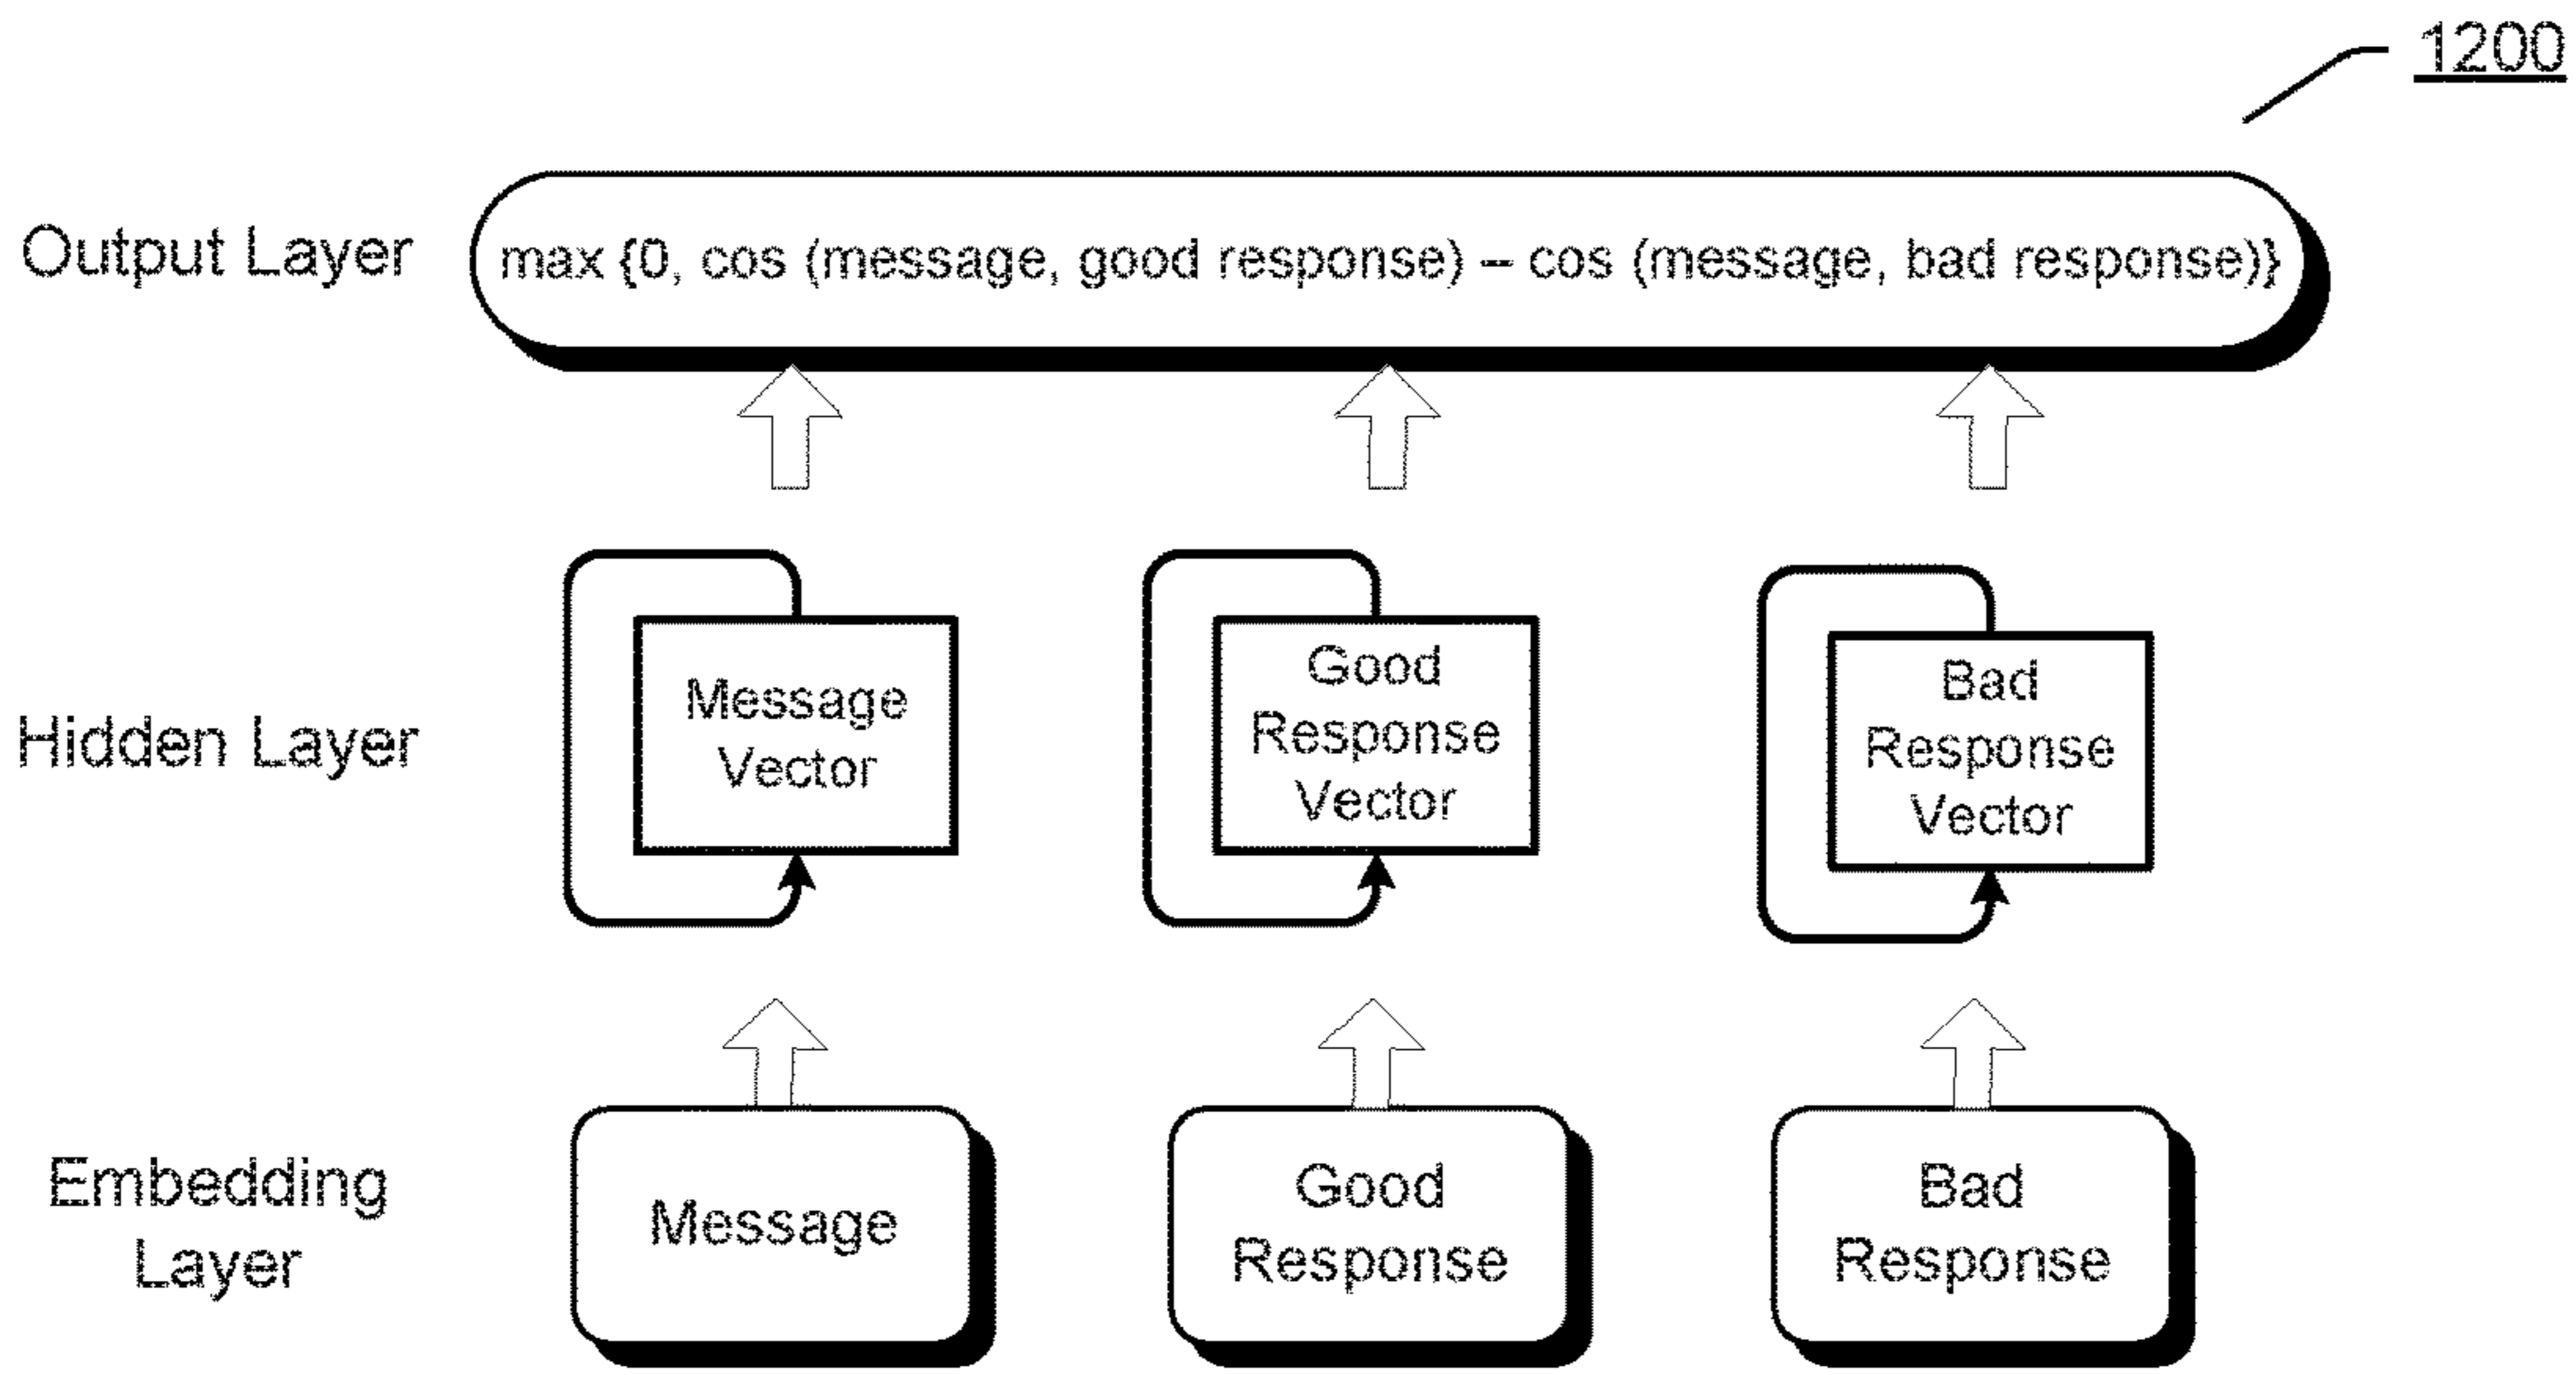 1200
Output Layer
max {0, cos (message, good response) – cos (message, bad response)}
Hidden Layer
Message
Vector
Good
Response
Vector
Bad
Response
Vector
Embedding
Layer
Message
Good
Response
Bad
Response